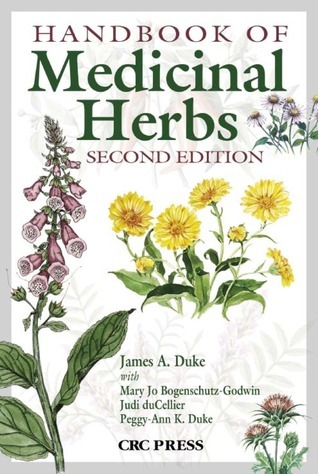 HANDBOOK OF
Medicinal
Herbs
SECOND EDITION
James A. Duke
with
Mary Jo Bogenschutz-Godwin
Judi duCellier
Peggy-Ann K. Duke
CRC PRESS